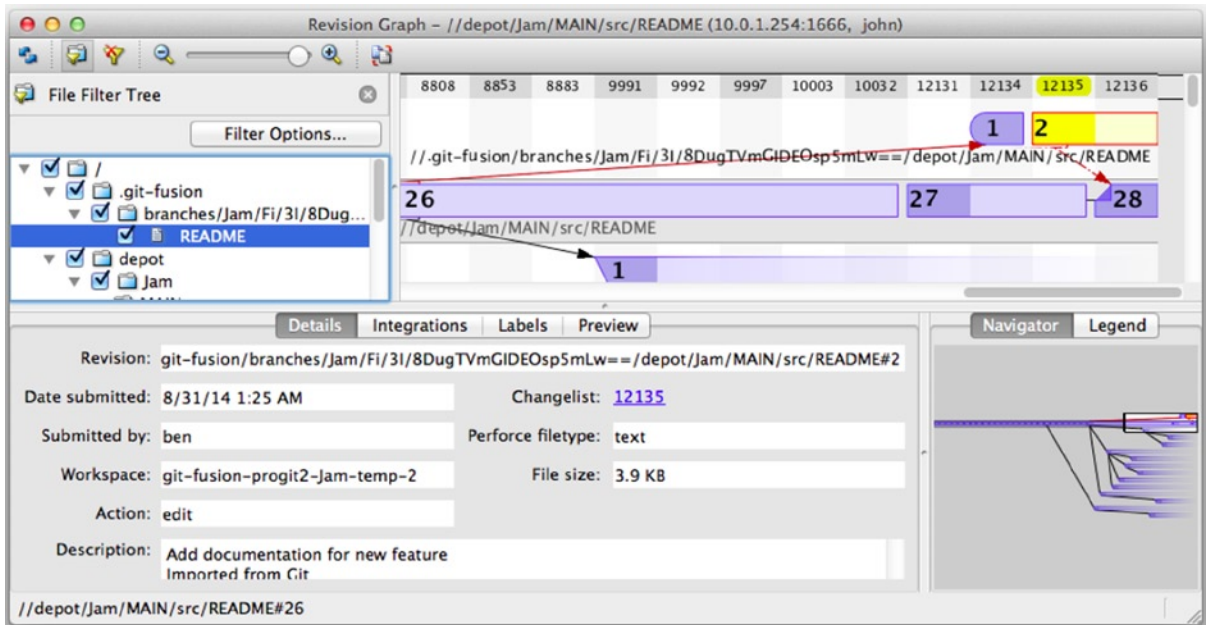 Revision Graph – //depot/Jam/MAIN/src/README (10.0.1.254:1666, john)
File Filter Tree
Filter Options...
/
.git-fusion
branches/Jam/Fi/3I/8Dug...
README
depot
Jam
8808 8853 8883 9991 9992 9997 10003 10032 12131 12134 12135 12136
1 2
//.git-fusion/branches/Jam/Fi/3I/8DugTVmGIDEOsp5mLw==/depot/Jam/MAIN/src/README
26 27 28
//depot/Jam/MAIN/src/README
1
Details Integrations Labels Preview
Navigator Legend
Revision: git-fusion/branches/Jam/Fi/3I/8DugTVmGIDEOsp5mLw==/depot/Jam/MAIN/src/README#2
Date submitted: 8/31/14 1:25 AM Changelist: 12135
Submitted by: ben Perforce filetype: text
Workspace: git-fusion-progit2-Jam-temp-2 File size: 3.9 KB
Action: edit
Description: Add documentation for new feature
Imported from Git
//depot/Jam/MAIN/src/README#26